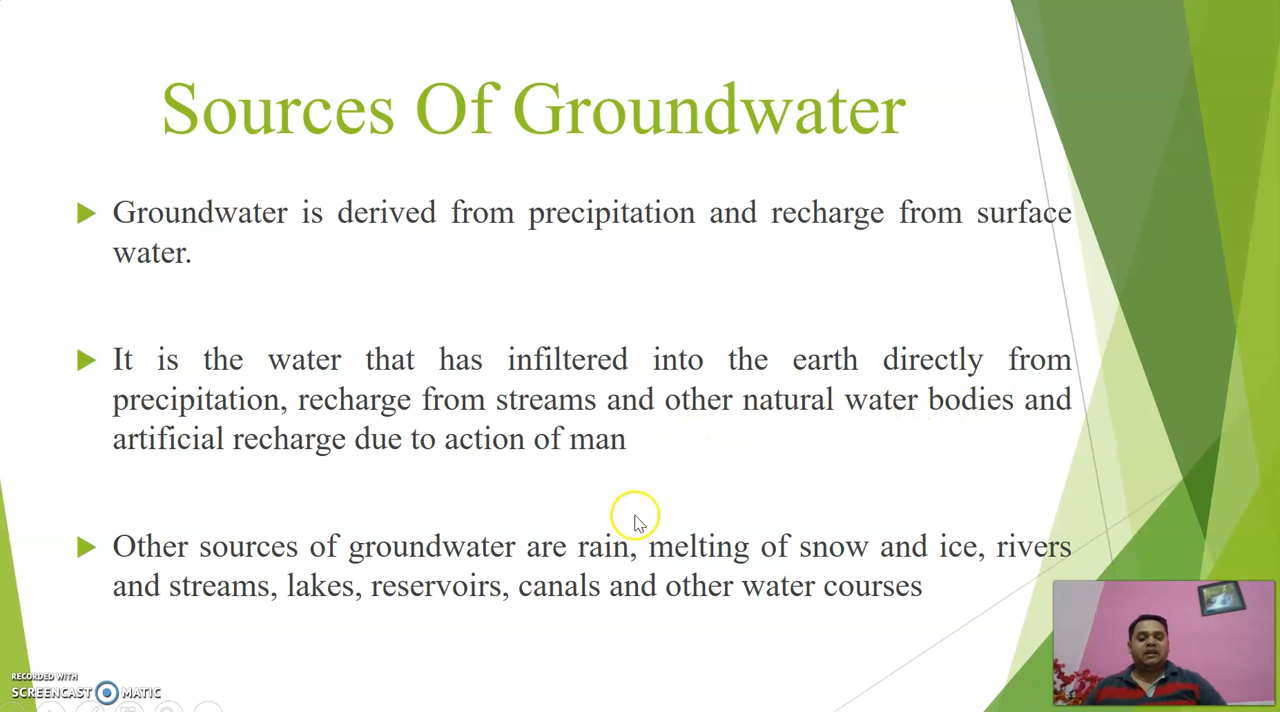 Sources Of Groundwater
Groundwater is derived from precipitation and recharge from surface
water.
It is the water that has infiltered into the earth directly from
precipitation, recharge from streams and other natural water bodies and
artificial recharge due to action of man
Other sources of groundwater are rain, melting of snow and ice, rivers
and streams, lakes, reservoirs, canals and other water courses
RECORDED WITH
SCREENCAST MATIC